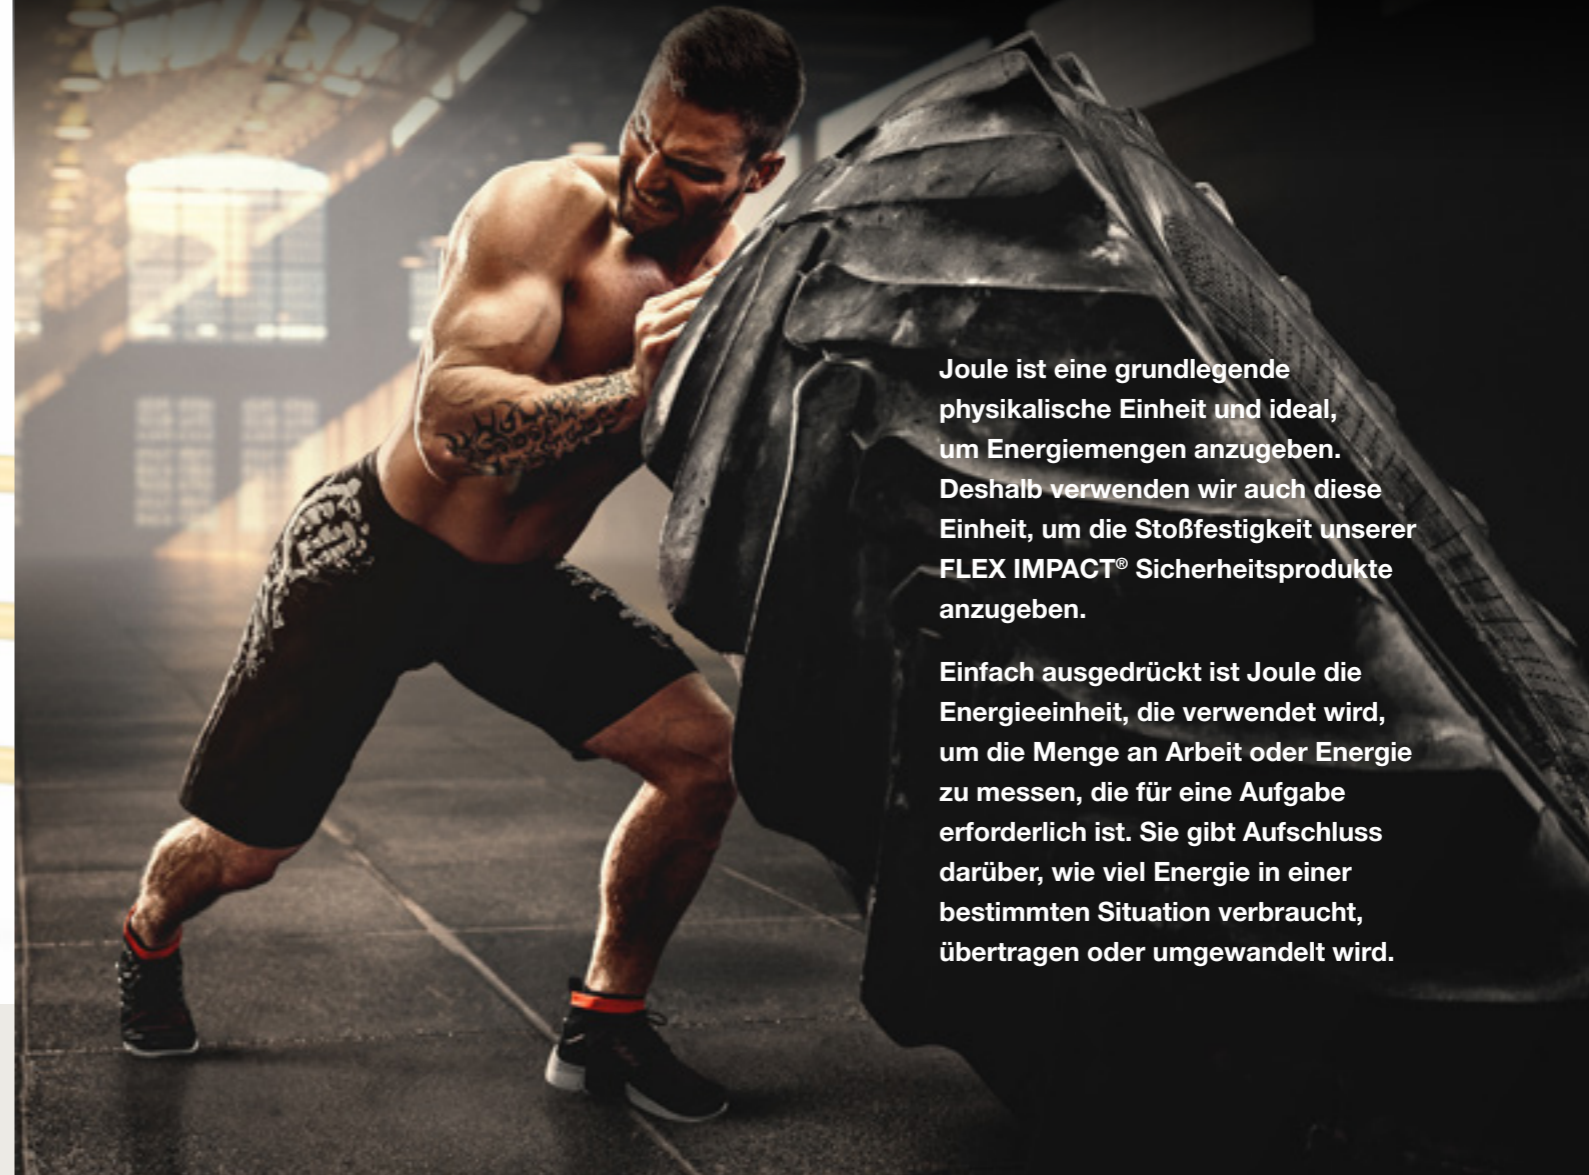 Joule ist eine grundlegende
physikalische Einheit und ideal,
um Energiemengen anzugeben.
Deshalb verwenden wir auch diese
Einheit, um die Stoßfestigkeit unserer
FLEX IMPACT® Sicherheitsprodukte
anzugeben.
Einfach ausgedrückt ist Joule die
Energieeinheit, die verwendet wird,
um die Menge an Arbeit oder Energie
zu messen, die für eine Aufgabe
erforderlich ist. Sie gibt Aufschluss
darüber, wie viel Energie in einer
bestimmten Situation verbraucht,
übertragen oder umgewandelt wird.